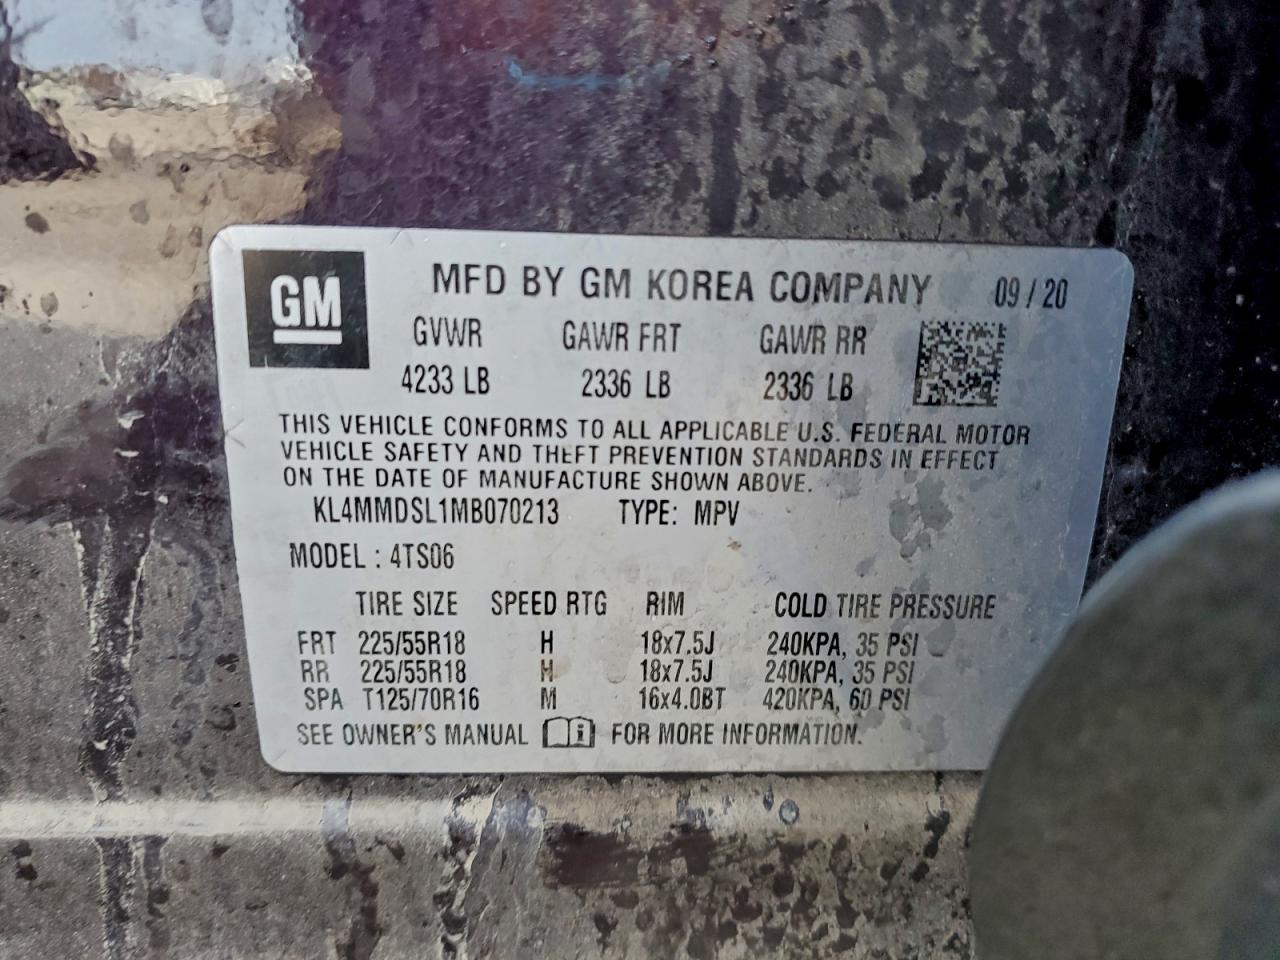 GM
MFD BY GM KOREA COMPANY 09 / 20
GVWR GAWR FRT GAWR RR
4233 LB 2336 LB 2336 LB
THIS VEHICLE CONFORMS TO ALL APPLICABLE U.S. FEDERAL MOTOR
VEHICLE SAFETY AND THEFT PREVENTION STANDARDS IN EFFECT
ON THE DATE OF MANUFACTURE SHOWN ABOVE.
KL4MMDSL1MB070213 TYPE: MPV
MODEL : 4TS06
TIRE SIZE SPEED RTG RIM COLD TIRE PRESSURE
FRT 225/55R18 H 18x7.5J 240KPA, 35 PSI
RR 225/55R18 H 18x7.5J 240KPA, 35 PSI
SPA T125/70R16 M 16x4.0BT 420KPA, 60 PSI
SEE OWNER'S MANUAL i FOR MORE INFORMATION.